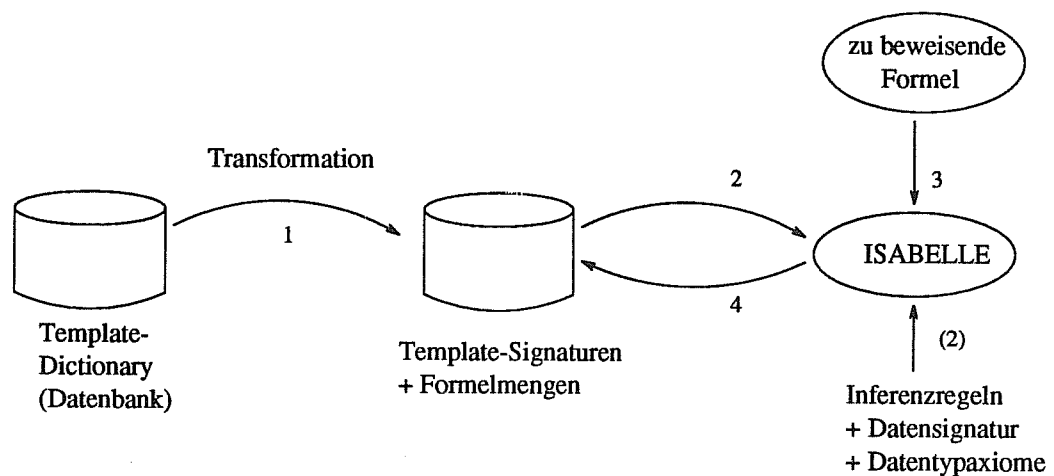 zu beweisende
Formel
Transformation
1
2
3
ISABELLE
4
(2)
Template-
Dictionary
(Datenbank)
Template-Signaturen
+ Formelmengen
Inferenzregeln
+ Datensignatur
+ Datentypaxiome